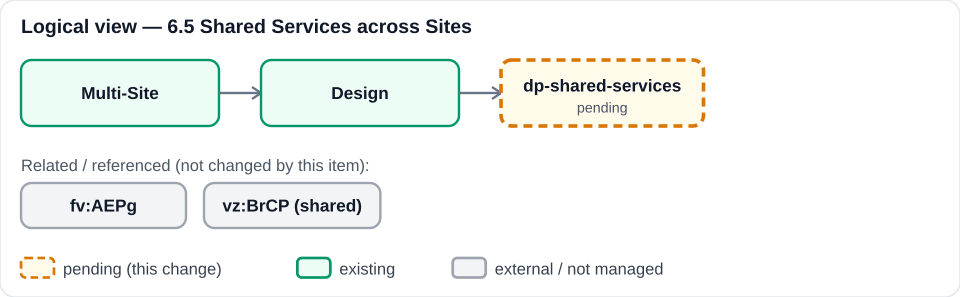 Logical view — 6.5 Shared Services across Sites
Multi-Site
Design
dp-shared-services
pending
Related / referenced (not changed by this item):
fv:AEPg
vz:BrCP (shared)
pending (this change)
existing
external / not managed